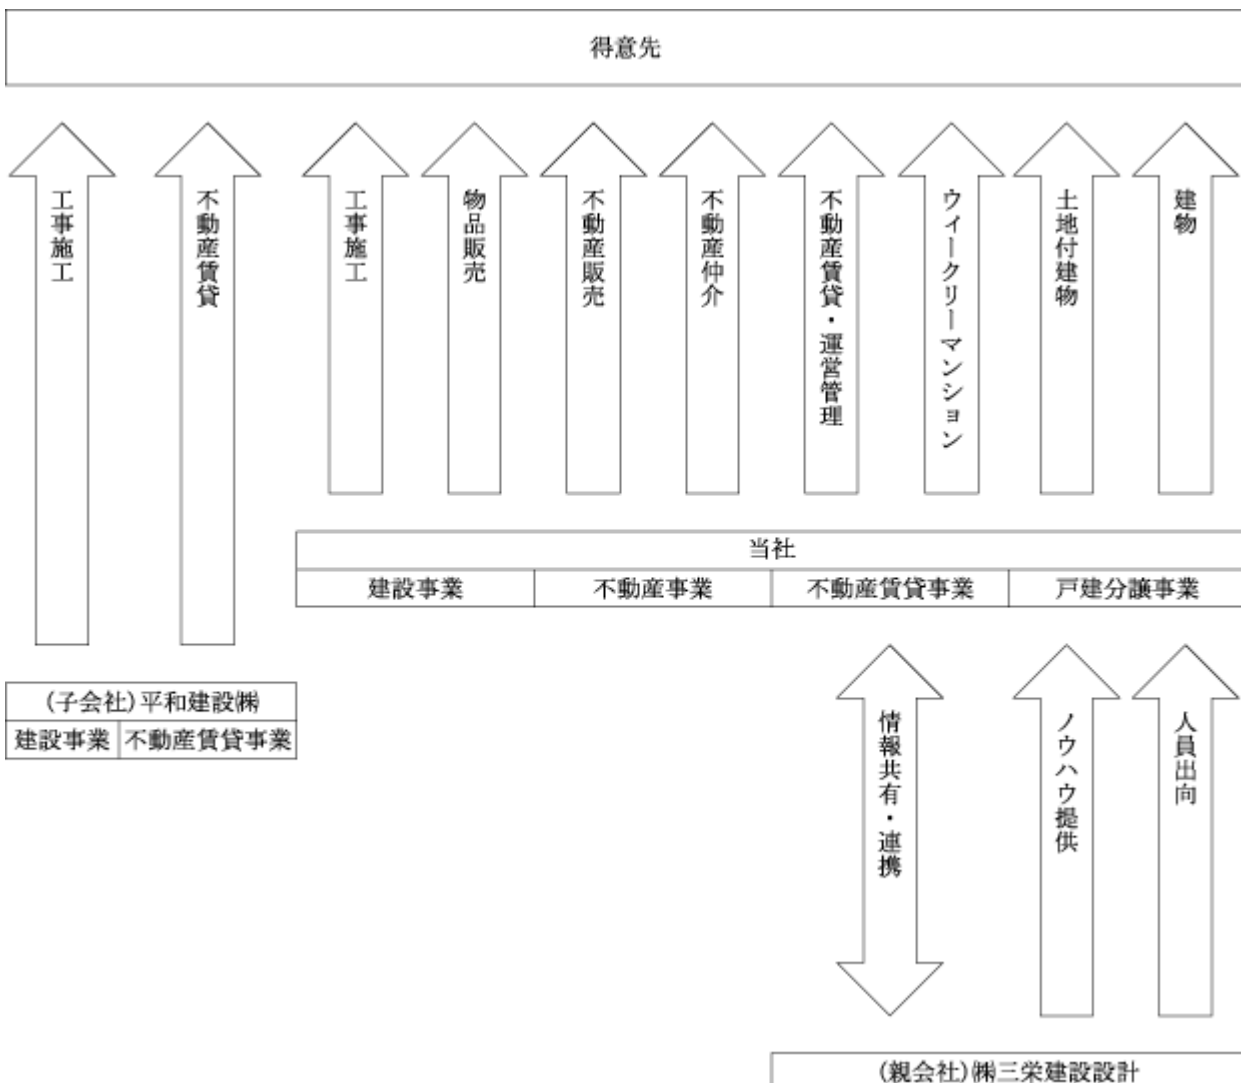 得意先
工事施工
不動産賃貸
工事施工
物品販売
不動産販売
不動産仲介
不動産賃貸・運営管理
ウィークリーマンション
土地付建物
建物
当社
建設事業
不動産事業
不動産賃貸事業
戸建分譲事業
(子会社)平和建設㈱
建設事業
不動産賃貸事業
情報共有・連携
ノウハウ提供
人員出向
(親会社)㈱三栄建設設計